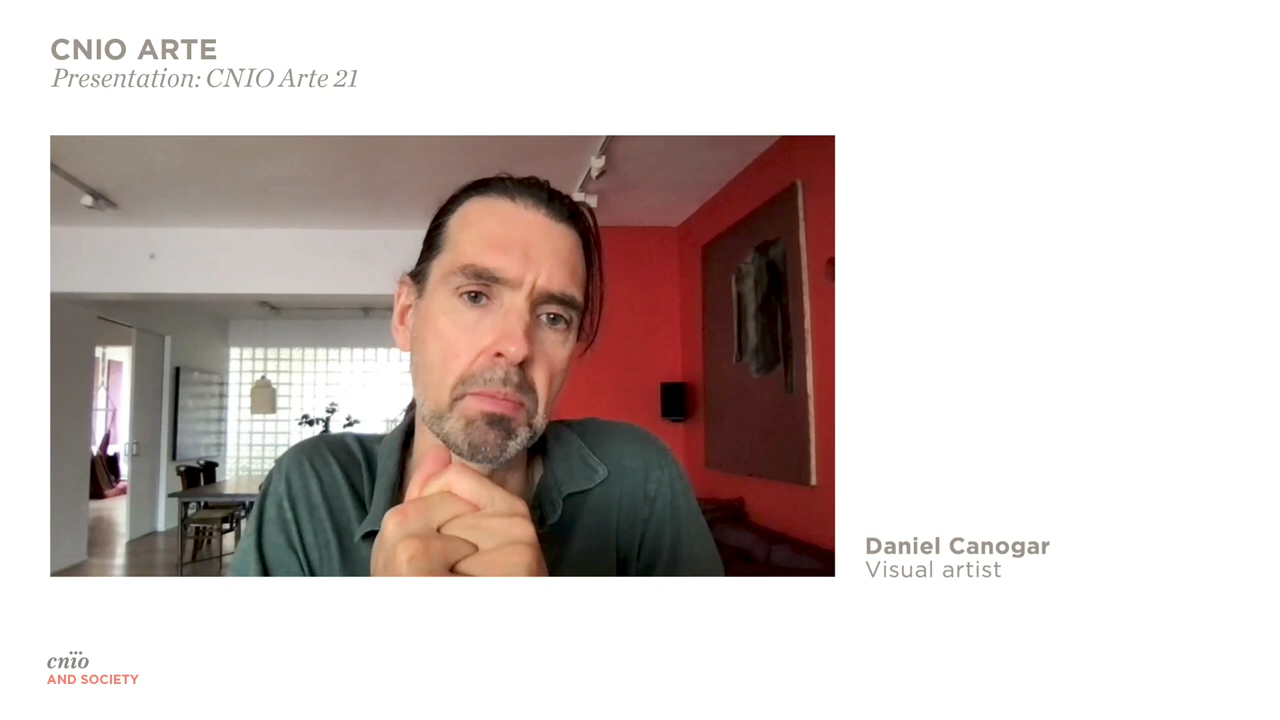 CNIO ARTE
Presentation: CNIO Arte 21
Daniel Canogar
Visual artist
cnio
AND SOCIETY